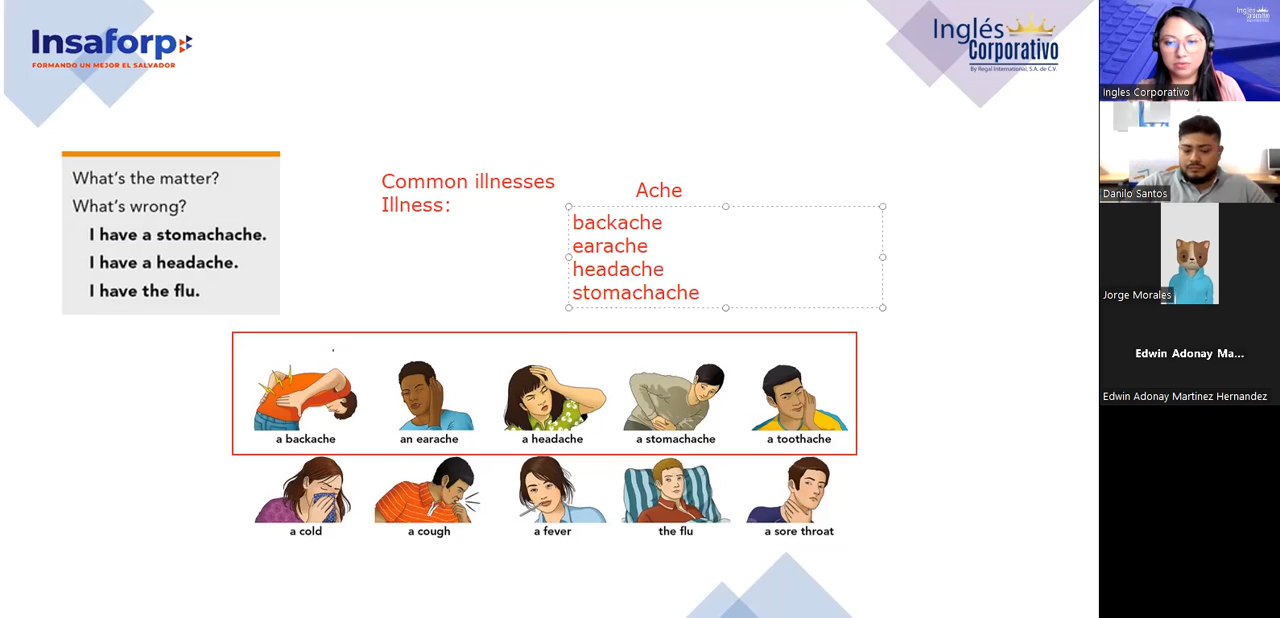 Insaforp
FORMANDO UN MEJOR EL SALVADOR
Inglés
Corporativo
By Regal International, S.A. de C.V.
What's the matter?
What's wrong?
I have a stomachache.
I have a headache.
I have the flu.
Common illnesses
Illness:
Ache
backache
earache
headache
stomachache
a backache
an earache
a headache
a stomachache
a toothache
a cold
a cough
a fever
the flu
a sore throat
Inglés
Ingles Corporativo
Danilo Santos
Jorge Morales
Edwin Adonay Ma...
Edwin Adonay Martinez Hernandez